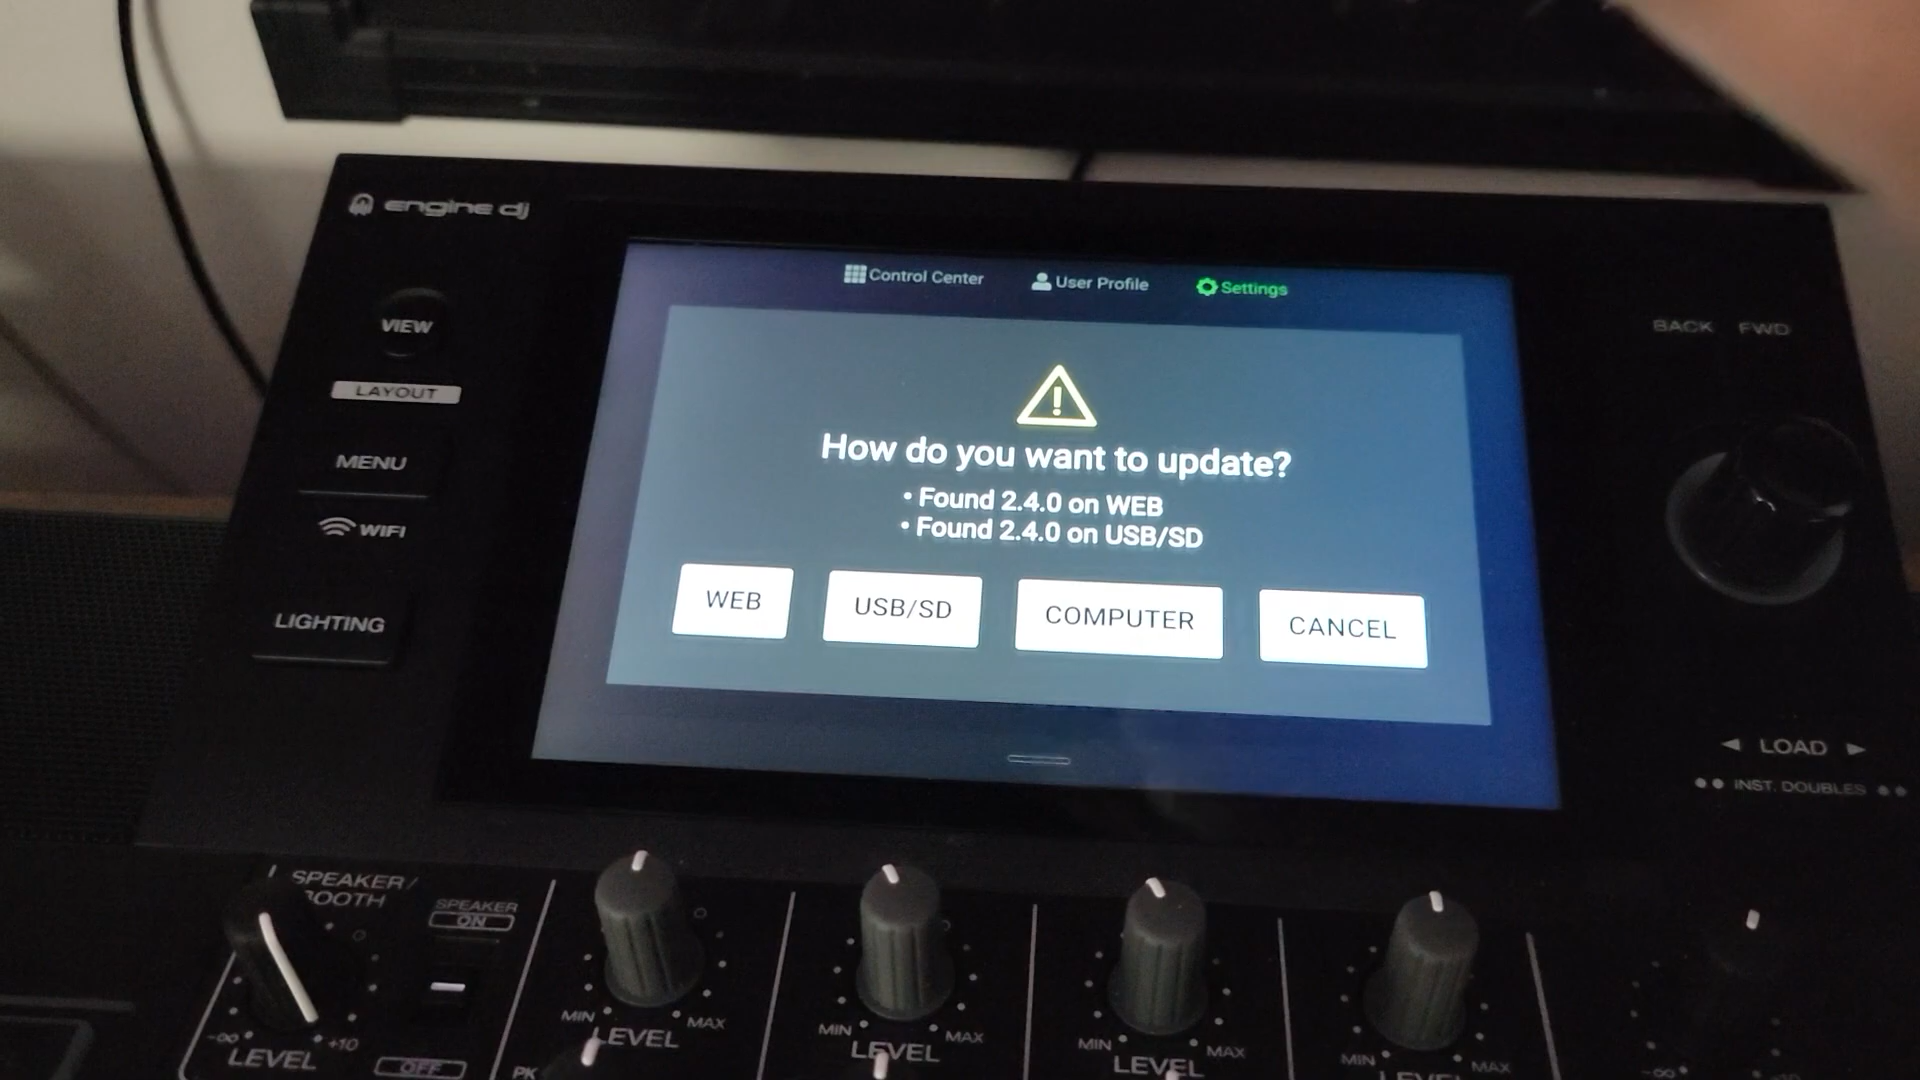 engine dj
Control Center
User Profile
Settings
VIEW
BACK FWD
LAYOUT
MENU
WIFI
LIGHTING
How do you want to update?
• Found 2.4.0 on WEB
• Found 2.4.0 on USB/SD
WEB
USB/SD
COMPUTER
CANCEL
◄ LOAD ►
●● INST. DOUBLES ●●
SPEAKER/
BOOTH
SPEAKER
ON
-∞
+10
LEVEL
OFF
MIN
MAX
LEVEL
PK
MIN
MAX
LEVEL
MIN
MAX
LEVEL
MIN
MAX
LEVEL
-∞